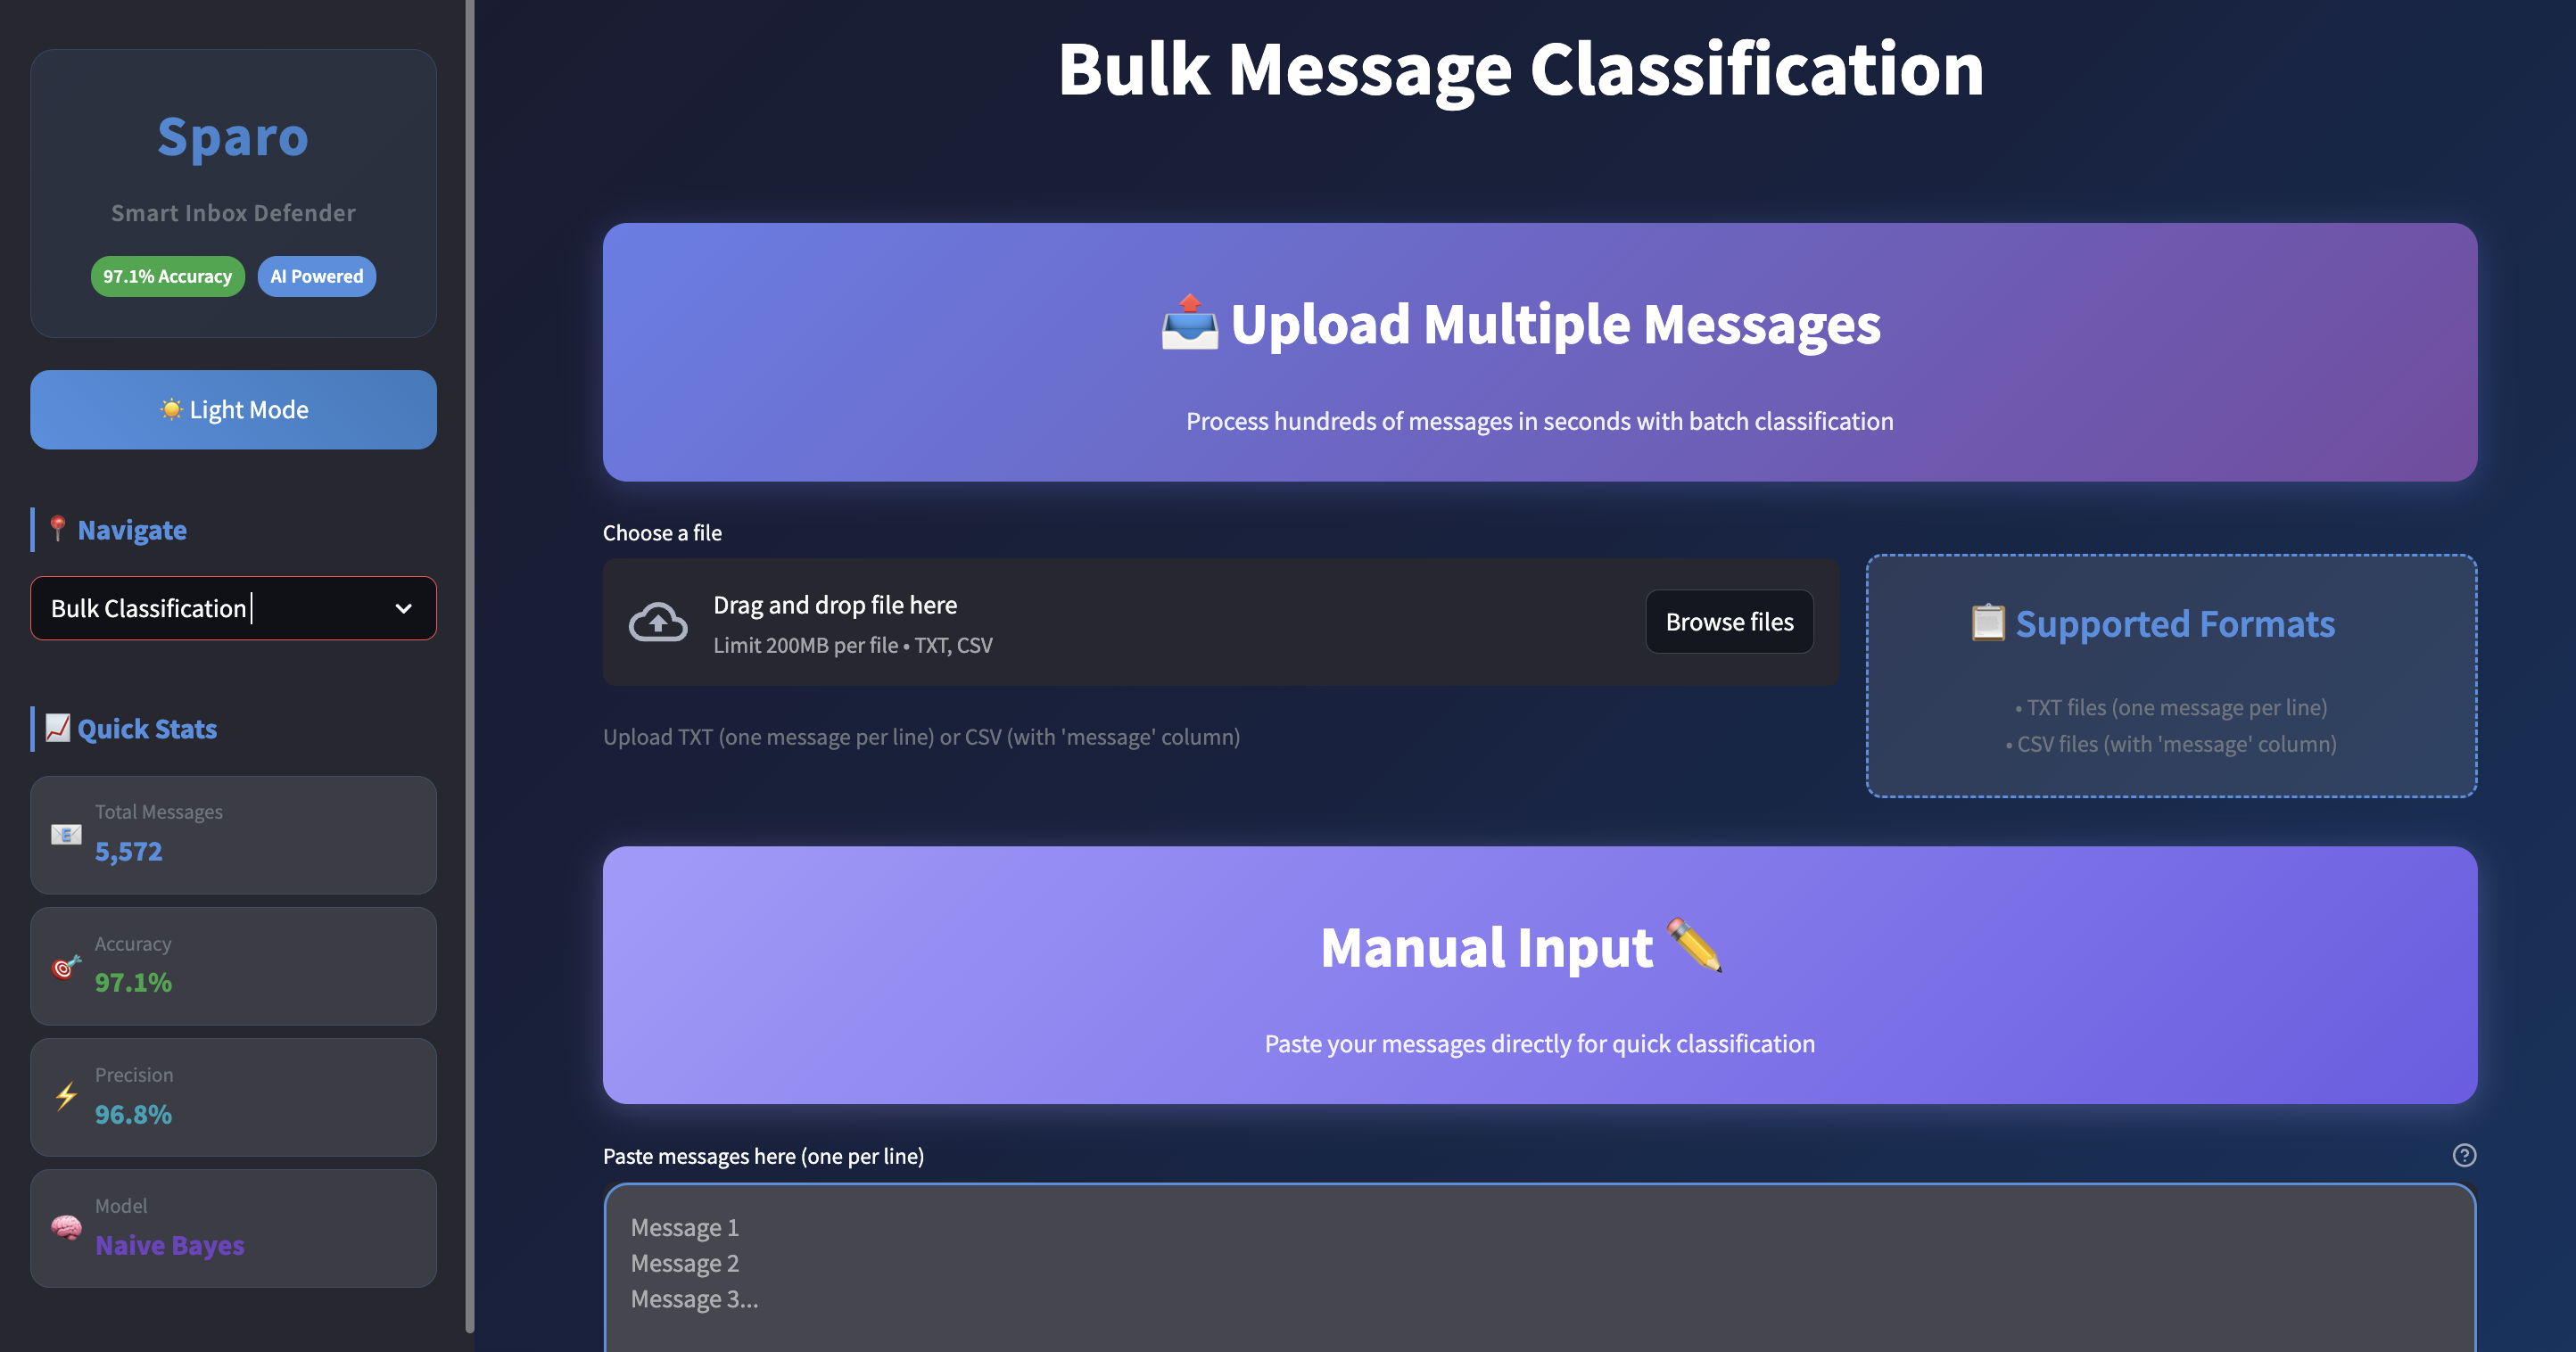 Sparo
Smart Inbox Defender
97.1% Accuracy
AI Powered
Light Mode
Navigate
Bulk Classification
Quick Stats
Total Messages
5,572
Accuracy
97.1%
Precision
96.8%
Model
Naive Bayes
Bulk Message Classification
Upload Multiple Messages
Process hundreds of messages in seconds with batch classification
Choose a file
Drag and drop file here
Limit 200MB per file • TXT, CSV
Browse files
Upload TXT (one message per line) or CSV (with 'message' column)
Supported Formats
• TXT files (one message per line)
• CSV files (with 'message' column)
Manual Input
Paste your messages directly for quick classification
Paste messages here (one per line)
Message 1
Message 2
Message 3...